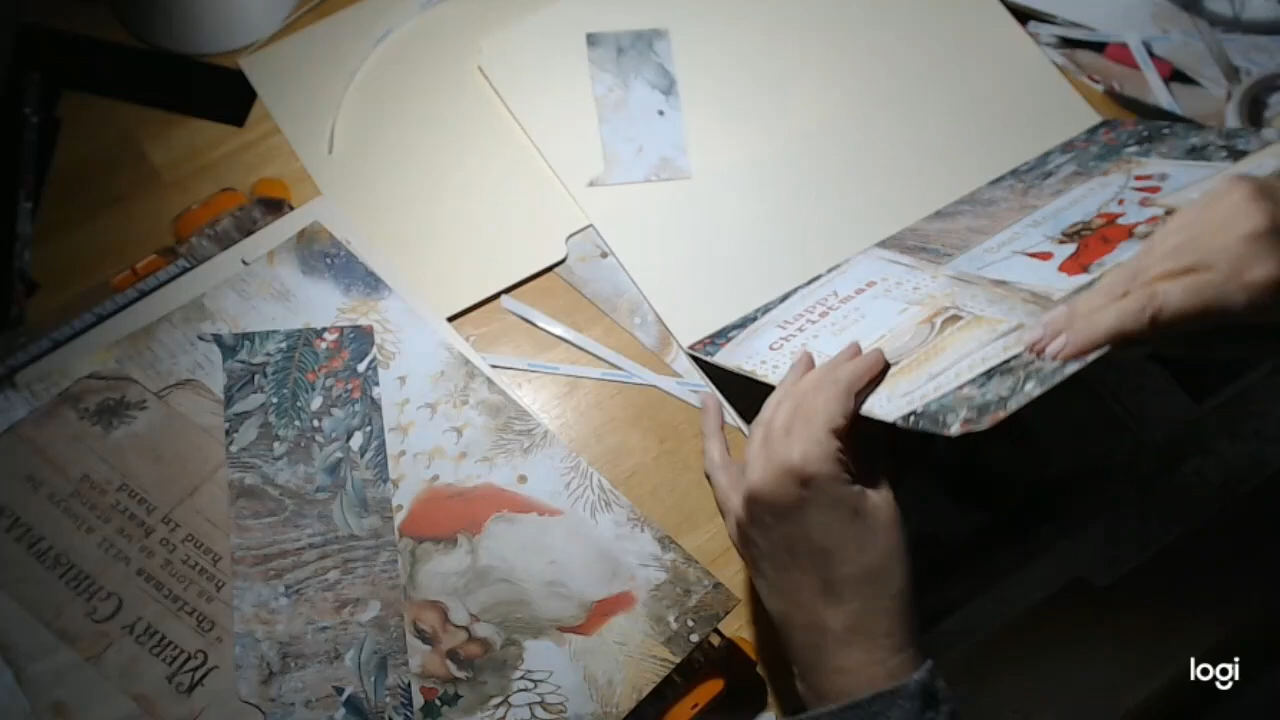 Happy
Christmas
MERRY CHRISTMAS
"Christmas will always be
as long as we stand
heart to heart and
hand in hand
logi